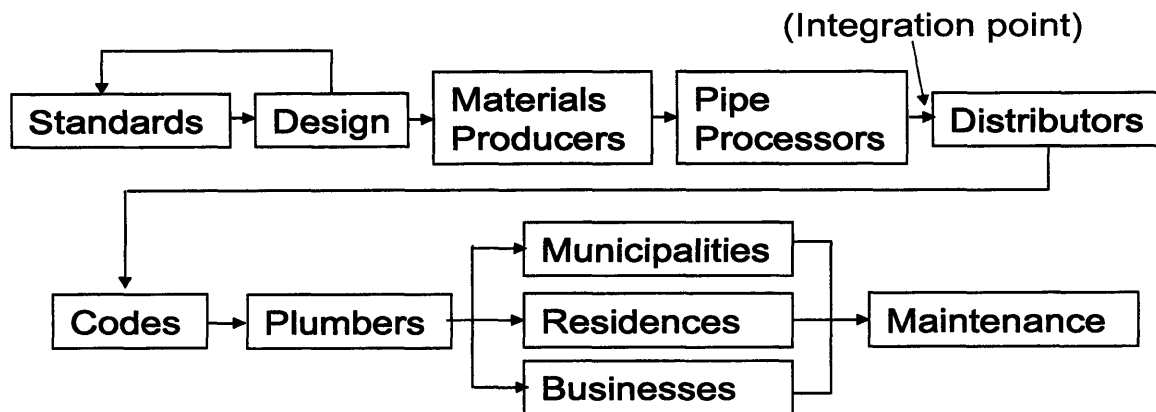 (Integration point)
Standards
Design
Materials
Producers
Pipe
Processors
Distributors
Codes
Plumbers
Municipalities
Residences
Businesses
Maintenance